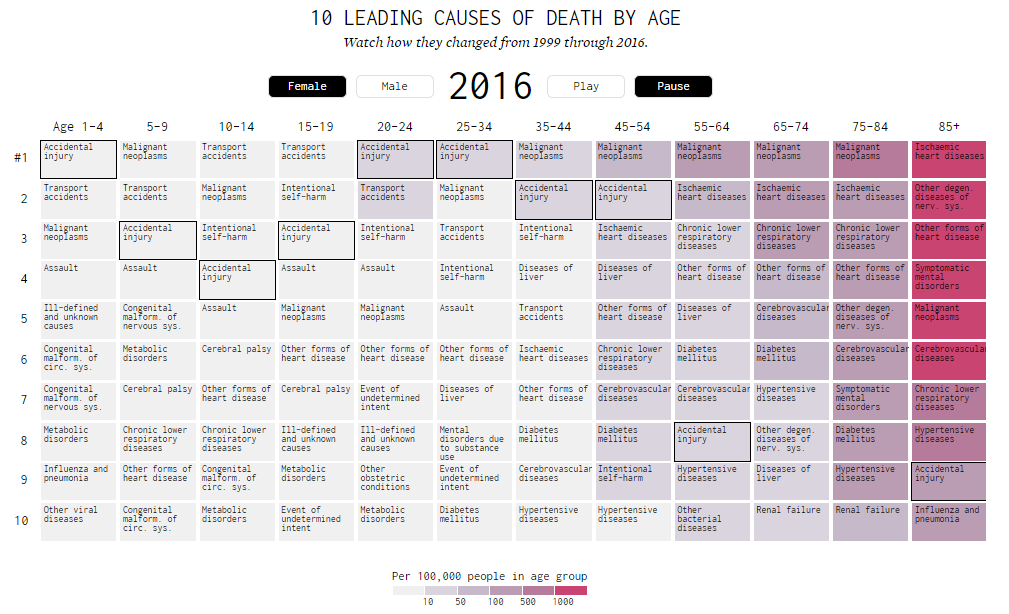 10 LEADING CAUSES OF DEATH BY AGE
Watch how they changed from 1999 through 2016.
Female Male 2016 Play Pause
Age 1-4 5-9 10-14 15-19 20-24 25-34 35-44 45-54 55-64 65-74 75-84 85+
#1 Accidental injury Malignant neoplasms Transport accidents Transport accidents Accidental injury Accidental injury Malignant neoplasms Malignant neoplasms Malignant neoplasms Malignant neoplasms Malignant neoplasms Ischaemic heart diseases
2 Transport accidents Transport accidents Malignant neoplasms Intentional self-harm Transport accidents Malignant neoplasms Accidental injury Accidental injury Ischaemic heart diseases Ischaemic heart diseases Ischaemic heart diseases Other degen. diseases of nerv. sys.
3 Malignant neoplasms Accidental injury Intentional self-harm Accidental injury Intentional self-harm Transport accidents Intentional self-harm Ischaemic heart diseases Chronic lower respiratory diseases Chronic lower respiratory diseases Chronic lower respiratory diseases Other forms of heart disease
4 Assault Assault Accidental injury Assault Assault Intentional self-harm Diseases of liver Diseases of liver Other forms of heart disease Other forms of heart disease Other forms of heart disease Symptomatic mental disorders
5 Ill-defined and unknown causes Congenital malform. of nervous sys. Assault Malignant neoplasms Malignant neoplasms Assault Transport accidents Other forms of heart disease Diseases of liver Cerebrovascular diseases Other degen. diseases of nerv. sys. Malignant neoplasms
6 Congenital malform. of circ. sys. Metabolic disorders Cerebral palsy Other forms of heart disease Other forms of heart disease Other forms of heart disease Ischaemic heart diseases Chronic lower respiratory diseases Diabetes mellitus Diabetes mellitus Cerebrovascular diseases Cerebrovascular diseases
7 Congenital malform. of nervous sys. Cerebral palsy Other forms of heart disease Cerebral palsy Event of undetermined intent Diseases of liver Other forms of heart disease Cerebrovascular diseases Cerebrovascular diseases Hypertensive diseases Symptomatic mental disorders Chronic lower respiratory diseases
8 Metabolic disorders Chronic lower respiratory diseases Chronic lower respiratory diseases Ill-defined and unknown causes Ill-defined and unknown causes Mental disorders due to substance use Diabetes mellitus Diabetes mellitus Accidental injury Other degen. diseases of nerv. sys. Diabetes mellitus Hypertensive diseases
9 Influenza and pneumonia Other forms of heart disease Congenital malform. of circ. sys. Metabolic disorders Other obstetric conditions Event of undetermined intent Cerebrovascular diseases Intentional self-harm Hypertensive diseases Diseases of liver Hypertensive diseases Accidental injury
10 Other viral diseases Congenital malform. of circ. sys. Metabolic disorders Event of undetermined intent Metabolic disorders Diabetes mellitus Hypertensive diseases Hypertensive diseases Other bacterial diseases Renal failure Renal failure Influenza and pneumonia
Per 100,000 people in age group
10 50 100 500 1000